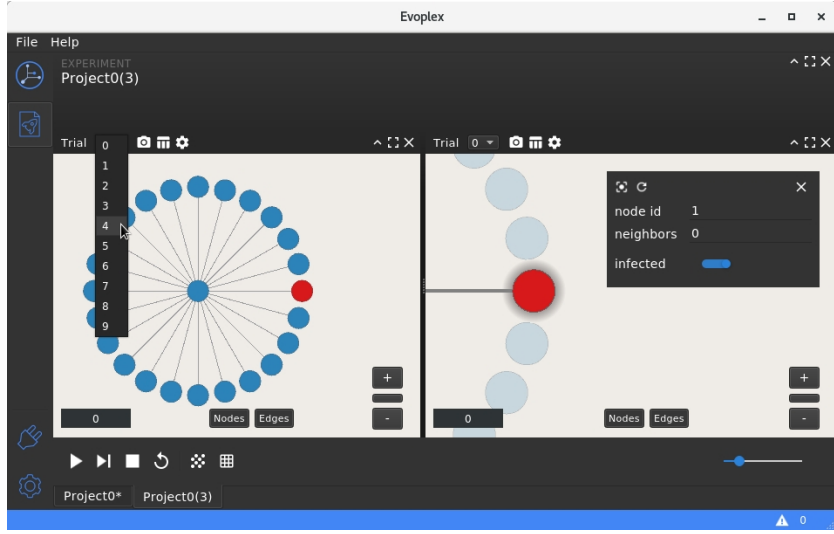 Evoplex
File Help
EXPERIMENT
Project0(3)
Trial
0
1
2
3
4
5
6
7
8
9
0
Nodes Edges
+
-
Trial 0
node id 1
neighbors 0
infected
0
Nodes Edges
+
-
Project0* Project0(3)
0